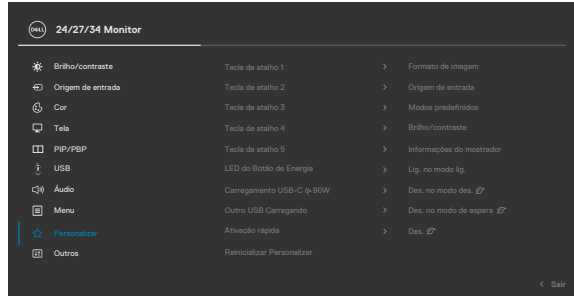 DELL 24/27/34 Monitor
Brilho/contraste Tecla de atalho 1 > Formato de imagem
Origem de entrada Tecla de atalho 2 > Origem de entrada
Cor Tecla de atalho 3 > Modos predefinidos
Tela Tecla de atalho 4 > Brilho/contraste
PIP/PBP Tecla de atalho 5 > Informações do mostrador
USB LED do Botão de Energia > Lig. no modo lig.
Áudio Carregamento USB-C 90W > Des. no modo des.
Menu Outro USB Carregando > Des. no modo de espera
Personalizar Ativação rápida > Des.
Outros Reinicializar Personalizar
< Sair